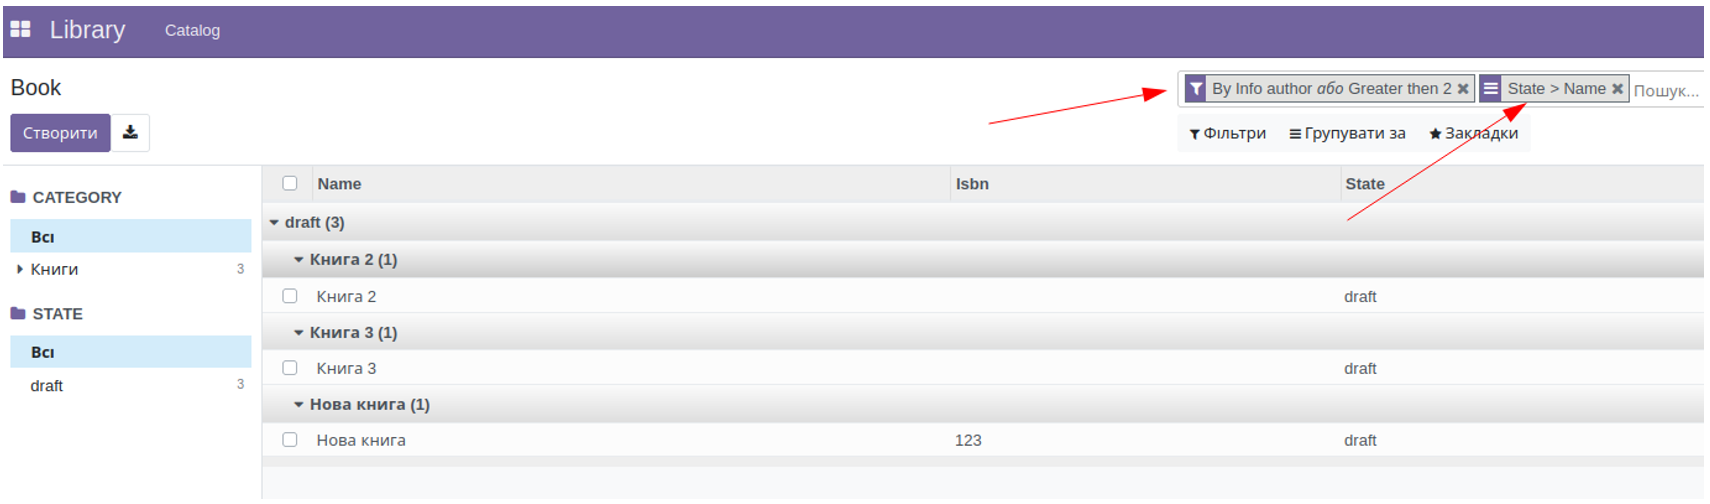 Library Catalog
Book
By Info author або Greater then 2 State > Name Пошук...
Створити
Фільтри Групувати за Закладки
CATEGORY
Всі
Книги 3
STATE
Всі
draft 3
Name Isbn State
draft (3)
Книга 2 (1)
Книга 2 draft
Книга 3 (1)
Книга 3 draft
Нова книга (1)
Нова книга 123 draft